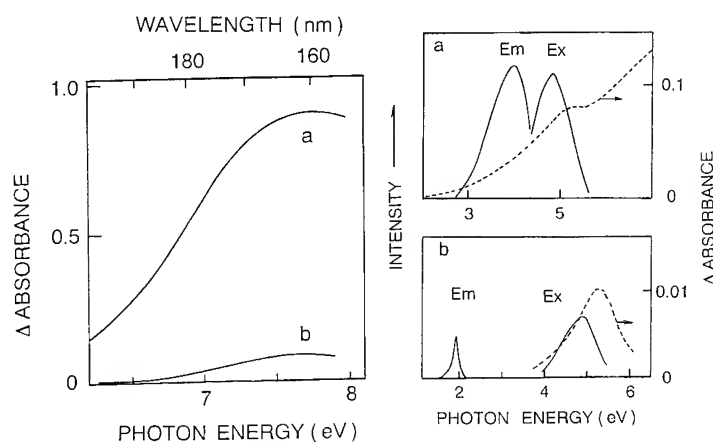 WAVELENGTH (nm)
180 160
1.0
0.5
0
Δ ABSORBANCE
a
b
7 8
PHOTON ENERGY (eV)
a
Em Ex
0.1
0
3 5
INTENSITY
Δ ABSORBANCE
b
Em Ex
0.01
0
2 4 6
PHOTON ENERGY (eV)